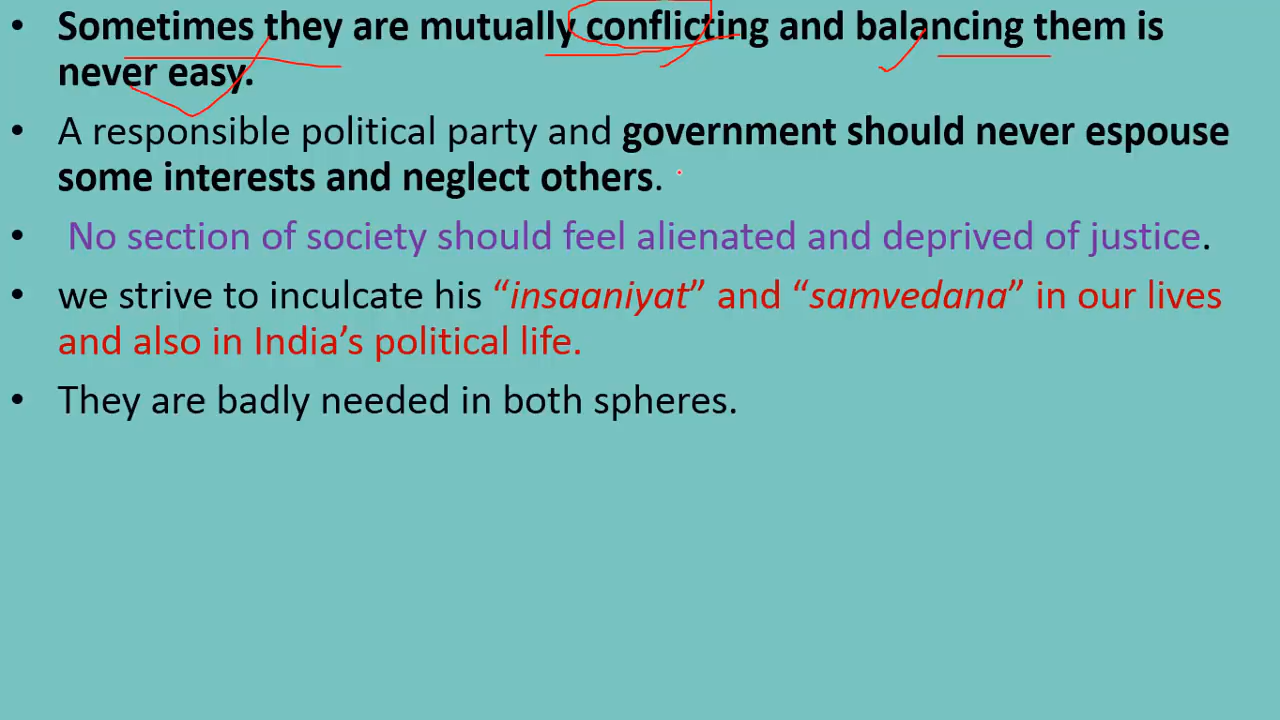 • Sometimes they are mutually conflicting and balancing them is
never easy.
• A responsible political party and government should never espouse
some interests and neglect others.
• No section of society should feel alienated and deprived of justice.
• we strive to inculcate his “insaaniyat” and “samvedana” in our lives
and also in India’s political life.
• They are badly needed in both spheres.